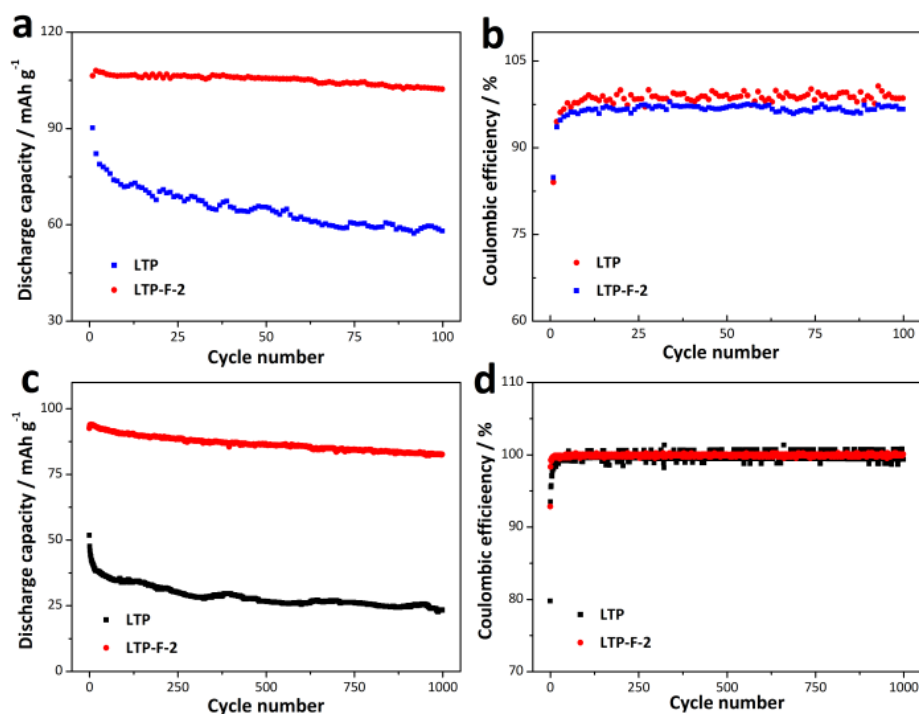 a
120
90
60
30
Discharge capacity / mAh g⁻¹
LTP
LTP-F-2
0 25 50 75 100
Cycle number
b
105
90
75
60
Coulombic efficiency / %
LTP
LTP-F-2
0 25 50 75 100
Cycle number
c
100
75
50
25
0
Discharge capacity / mAh g⁻¹
LTP
LTP-F-2
0 250 500 750 1000
Cycle number
d
110
100
90
80
70
Coulombic efficieency / %
LTP
LTP-F-2
0 250 500 750 1000
Cycle number